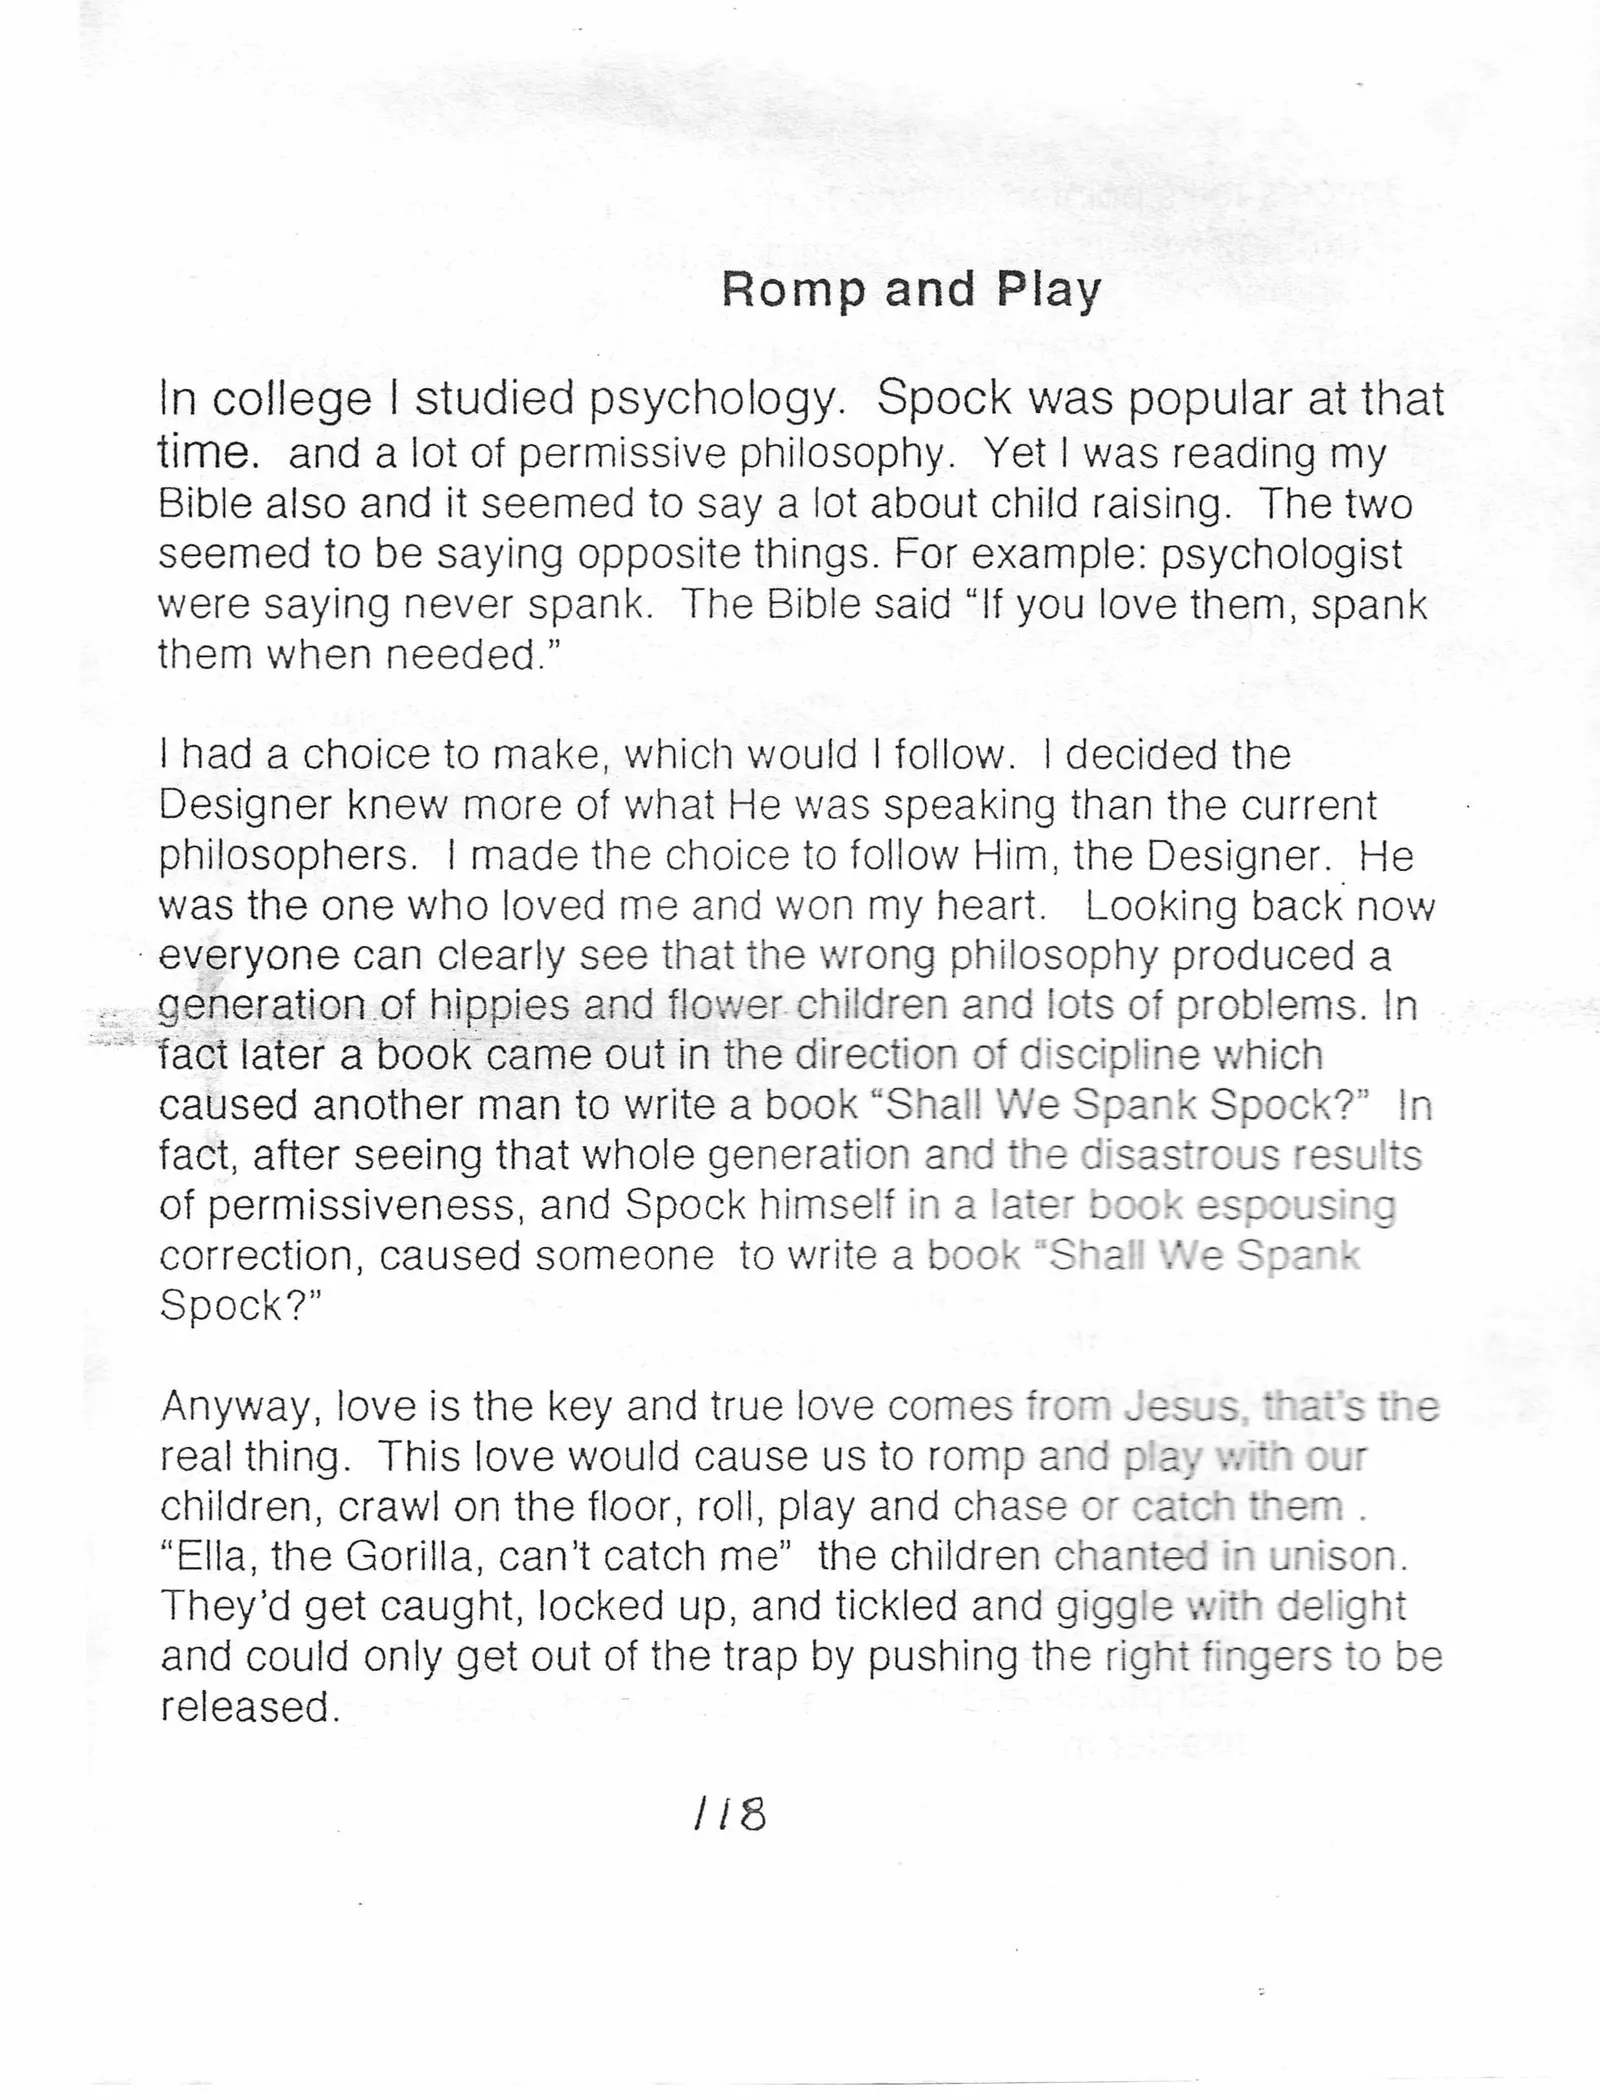 Romp and Play
In college I studied psychology.  Spock was popular at that
time.  and a lot of permissive philosophy.  Yet I was reading my
Bible also and it seemed to say a lot about child raising.  The two
seemed to be saying opposite things. For example: psychologist
were saying never spank.  The Bible said “If you love them, spank
them when needed.”
I had a choice to make, which would I follow.  I decided the
Designer knew more of what He was speaking than the current
philosophers.  I made the choice to follow Him, the Designer.  He
was the one who loved me and won my heart.   Looking back now
everyone can clearly see that the wrong philosophy produced a
generation of hippies and flower children and lots of problems. In
fact later a book came out in the direction of discipline which
caused another man to write a book “Shall We Spank Spock?”  In
fact, after seeing that whole generation and the disastrous results
of permissiveness, and Spock himself in a later book espousing
correction, caused someone  to write a book “Shall We Spank
Spock?”
Anyway, love is the key and true love comes from Jesus, that's the
real thing.  This love would cause us to romp and play with our
children, crawl on the floor, roll, play and chase or catch them .
“Ella, the Gorilla, can't catch me”  the children chanted in unison.
They'd get caught, locked up, and tickled and giggle with delight
and could only get out of the trap by pushing the right fingers to be
released.
118